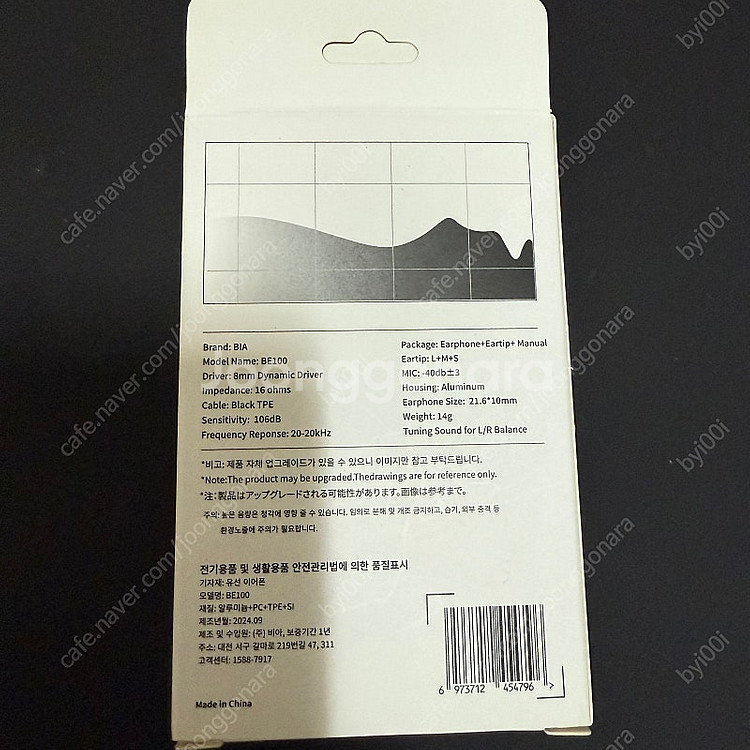 Brand: BIA
Model Name: BE100
Driver: 8mm Dynamic Driver
Impedance: 16 ohms
Cable: Black TPE
Sensitivity: 106dB
Frequency Reponse: 20-20kHz
Package: Earphone+Eartip+ Manual
Eartip: L+M+S
MIC: -40db±3
Housing: Aluminum
Earphone Size: 21.6*10mm
Weight: 14g
Tuning Sound for L/R Balance
*비고: 제품 자체 업그레이드가 있을 수 있으니 이미지만 참고 부탁드립니다.
*Note:The product may be upgraded.Thedrawings are for reference only.
*注: 製品はアップグレードされる可能性があります。画像は参考まで。
주의: 높은 음량은 청각에 영향 줄 수 있습니다. 임의로 분해 및 개조 금지하고, 습기, 외부 충격 등
환경노출에 주의가 필요합니다.
전기용품 및 생활용품 안전관리법에 의한 품질표시
기자재: 유선 이어폰
모델명: BE100
재질: 알루미늄+PC+TPE+SI
제조년월: 2024.09
제조 및 수입원: (주) 비아, 보증기간 1년
주소: 대전 서구 갈마로 219번길 47, 311
고객센터: 1588-7917
Made in China
6 973712 454796 >
Joonggonara
cafe.naver.com/joonggonara
byi00i